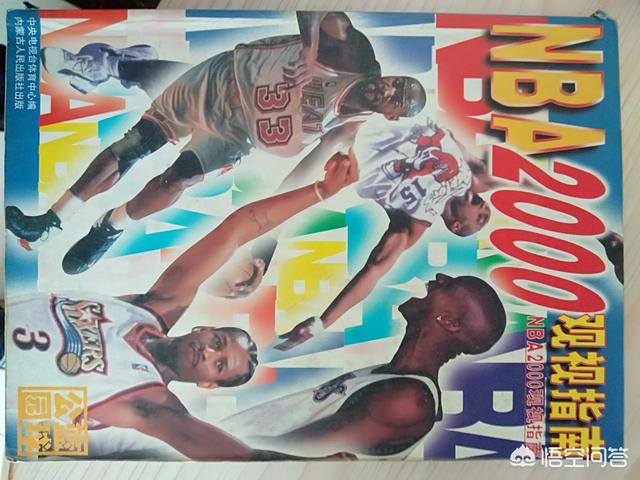 NBA2000观视指南
NBA2000观视指南
中央电视台体育中心编
内蒙古人民出版社出版
HEAT
33
15
SIXERS
3
悟空问答